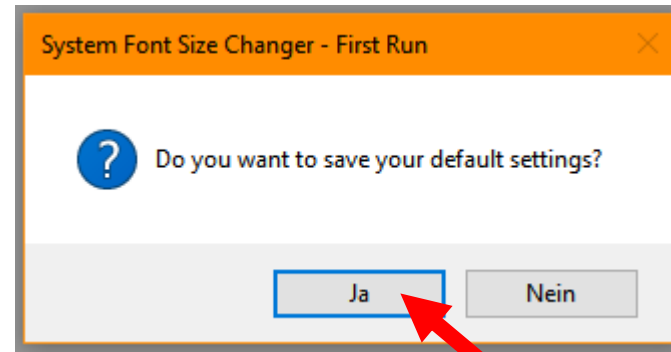 System Font Size Changer - First Run
Do you want to save your default settings?
Ja
Nein